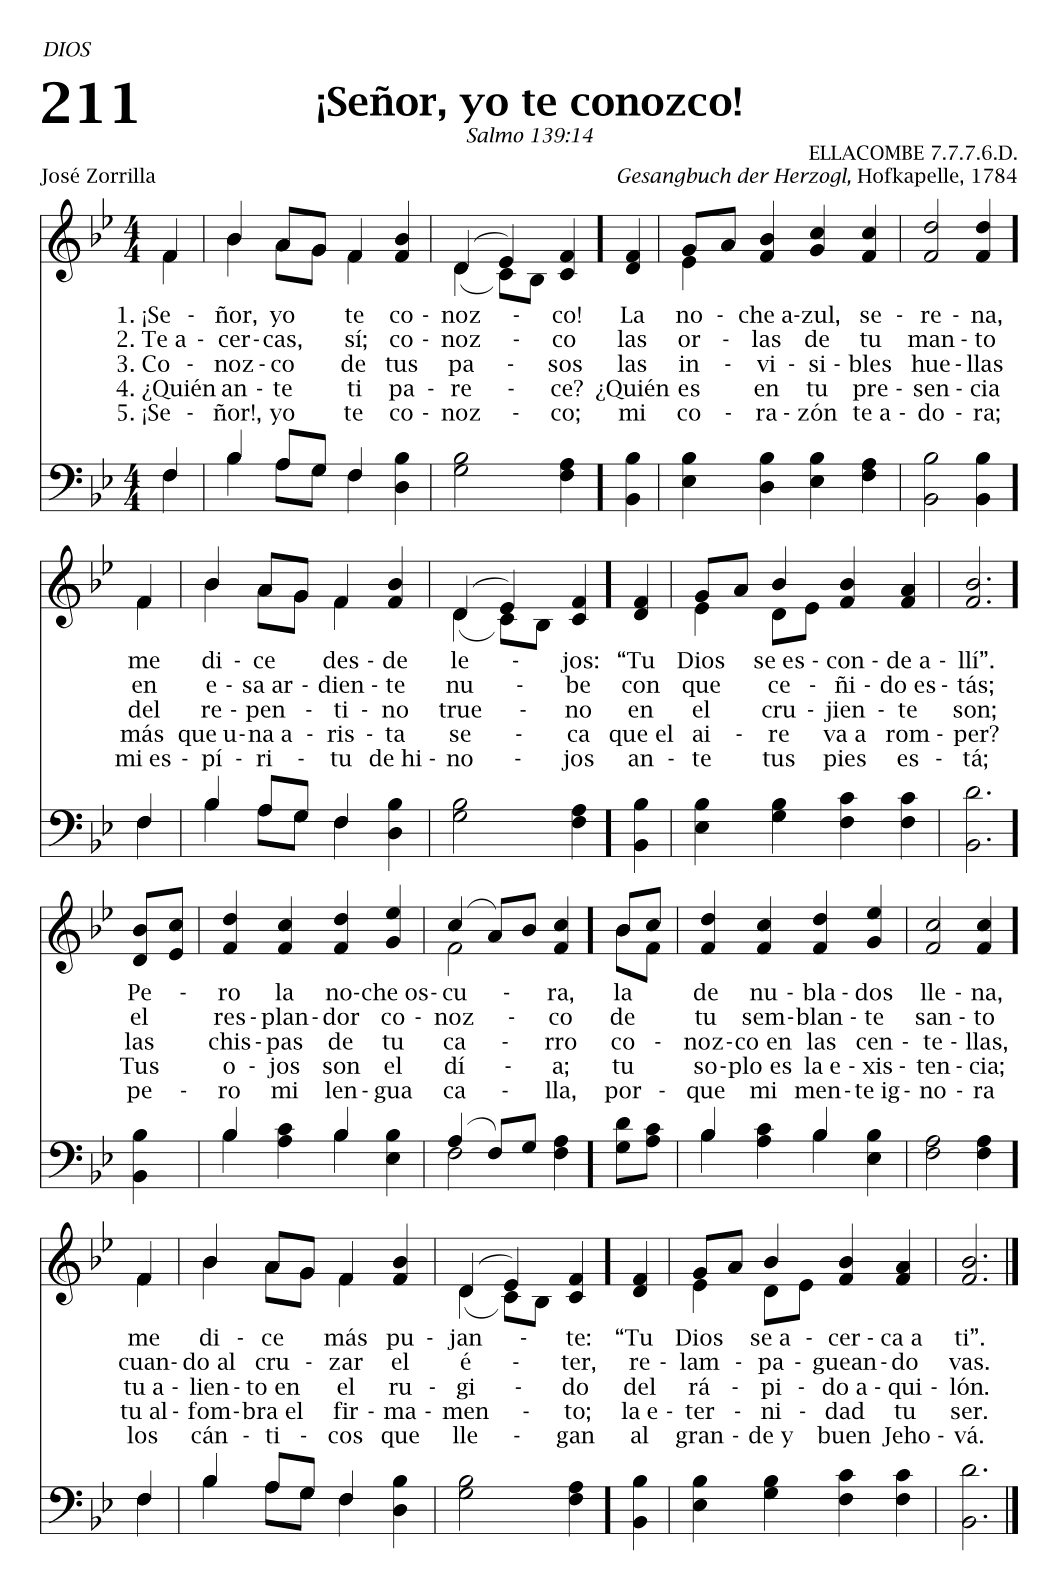 DIOS
211
¡Señor, yo te conozco!
Salmo 139:14
ELLACOMBE 7.7.7.6.D.
José Zorrilla
Gesangbuch der Herzogl, Hofkapelle, 1784
1. ¡Se - ñor, yo te co - noz - co! La no - che a-zul, se - re - na,
2. Te a - cer - cas, sí; co - noz - co las or - las de tu man - to
3. Co - noz - co de tus pa - sos las in - vi - si - bles hue - llas
4. ¿Quién an - te ti pa - re - ce? ¿Quién es en tu pre - sen - cia
5. ¡Se - ñor!, yo te co - noz - co; mi co - ra - zón te a - do - ra;
me di - ce des - de le - jos: “Tu Dios se es - con - de a - llí”.
en e - sa ar - dien - te nu - be con que ce - ñi - do es - tás;
del re - pen - ti - no true - no en el cru - jien - te son;
más que u - na a - ris - ta se - ca que el ai - re va a rom - per?
mi es - pí - ri - tu de hi - no - jos an - te tus pies es - tá;
Pe - ro la no - che os - cu - ra, la de nu - bla - dos lle - na,
el res - plan - dor co - noz - co de tu sem - blan - te san - to
las chis - pas de tu ca - rro co - noz - co en las cen - te - llas,
Tus o - jos son el dí - a; tu so - plo es la e - xis - ten - cia;
pe - ro mi len - gua ca - lla, por - que mi men - te ig - no - ra
me di - ce más pu - jan - te: “Tu Dios se a - cer - ca a ti”.
cuan - do al cru - zar el é - ter, re - lam - pa - guean - do vas.
tu a - lien - to en el ru - gi - do del rá - pi - do a - qui - lón.
tu al - fom - bra el fir - ma - men - to; la e - ter - ni - dad tu ser.
los cán - ti - cos que lle - gan al gran - de y buen Jeho - vá.